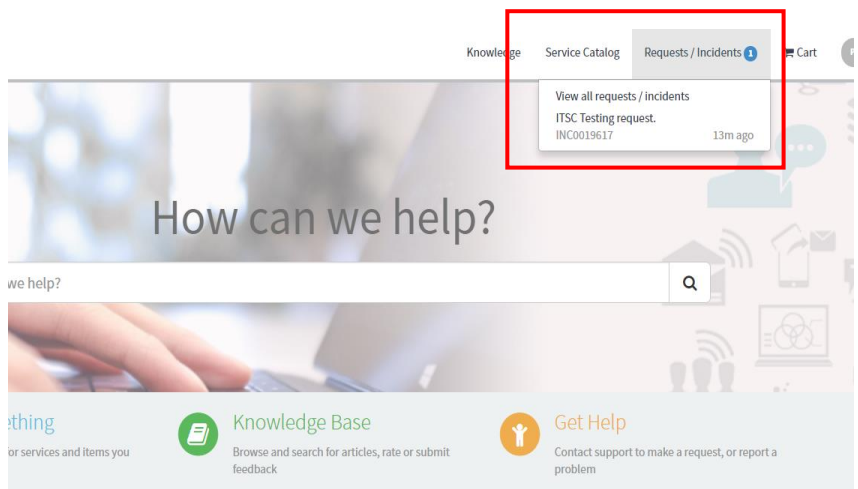 Knowledge Service Catalog Requests / Incidents 1 Cart
View all requests / incidents
ITSC Testing request.
INC0019617 13m ago
How can we help?
we help?
ething
or services and items you
Knowledge Base
Browse and search for articles, rate or submit
feedback
Get Help
Contact support to make a request, or report a
problem